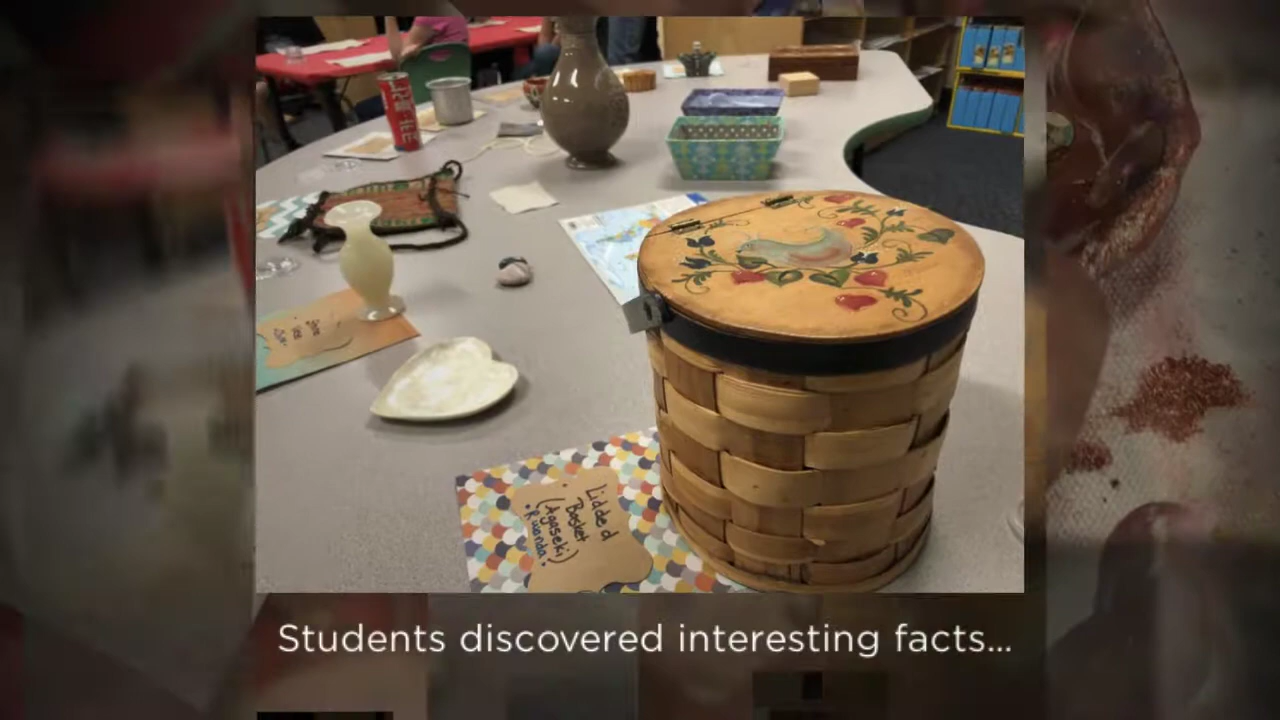 Lidded
Basket
(Agaseki)
•Rwanda•
Students discovered interesting facts...